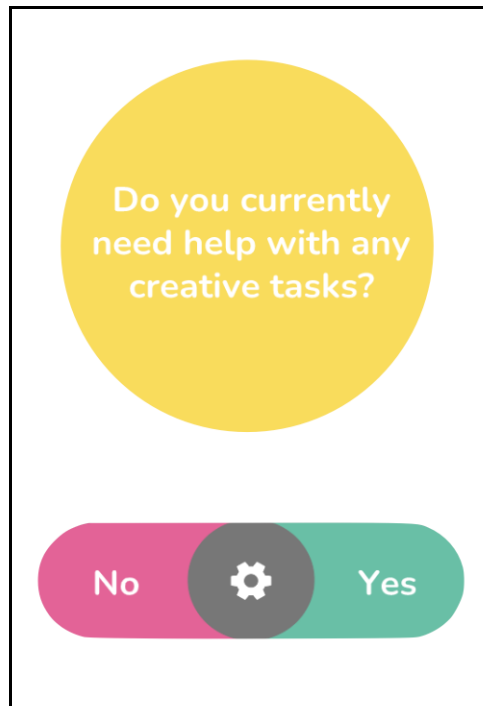 Do you currently
need help with any
creative tasks?
No
Yes